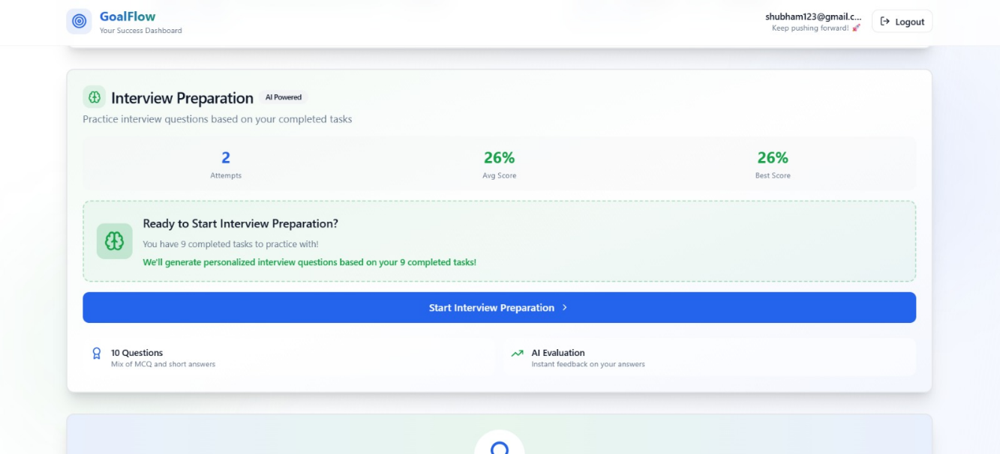 GoalFlow
Your Success Dashboard
shubham123@gmail.c...
Keep pushing forward! 🚀
Logout
Interview Preparation
AI Powered
Practice interview questions based on your completed tasks
2
Attempts
26%
Avg Score
26%
Best Score
Ready to Start Interview Preparation?
You have 9 completed tasks to practice with!
We'll generate personalized interview questions based on your 9 completed tasks!
Start Interview Preparation
10 Questions
Mix of MCQ and short answers
AI Evaluation
Instant feedback on your answers